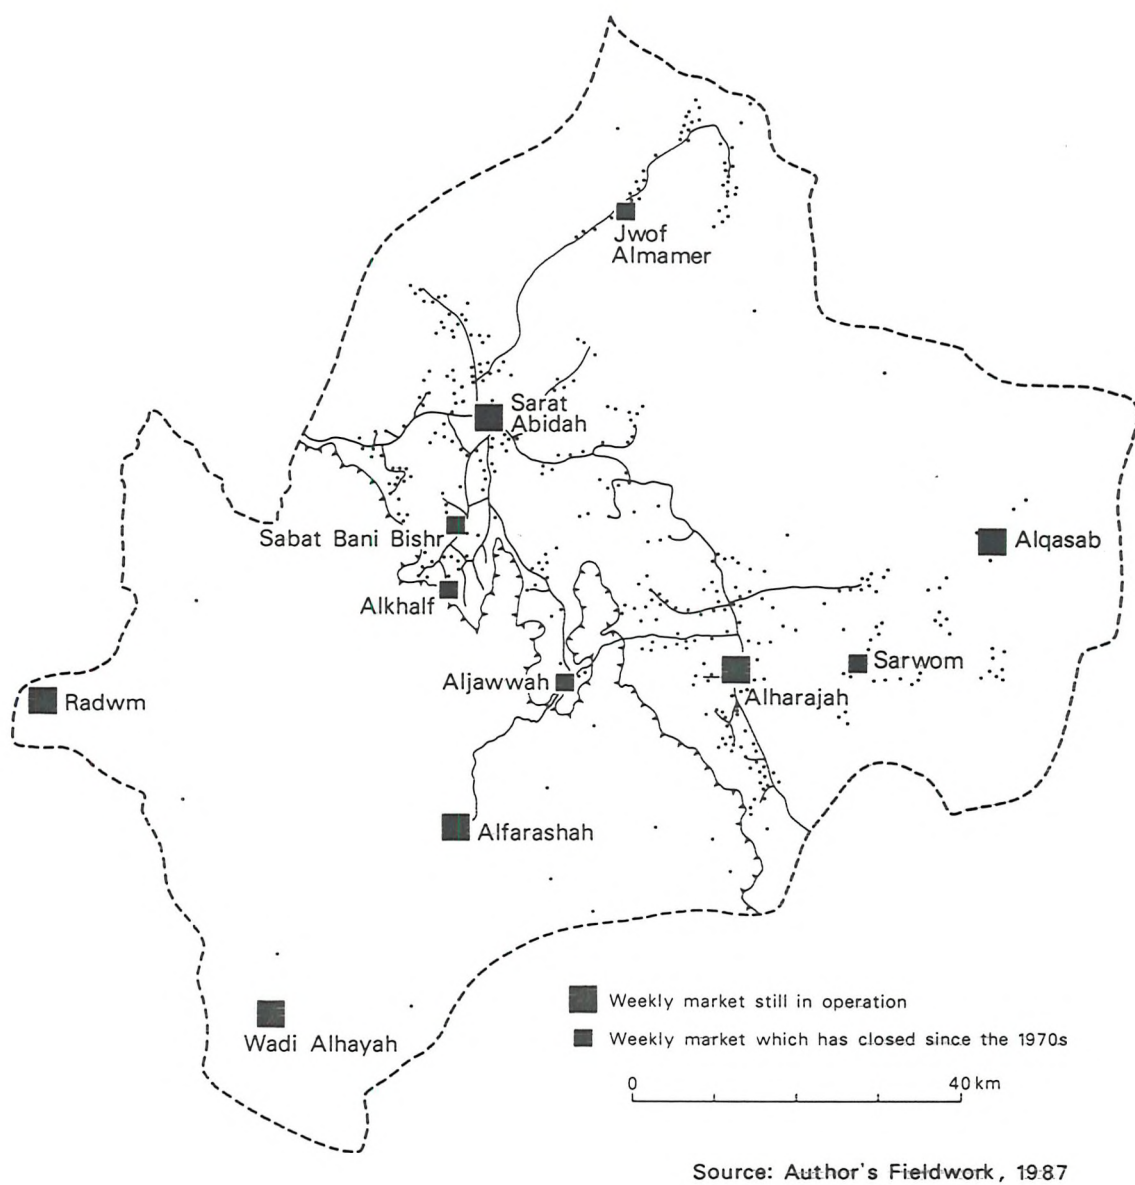 Jwof
Almamer
Sarat
Abidah
Sabat Bani Bishr
Alqasab
Alkhalf
Sarwom
Aljawwah
Alharajah
Radwm
Alfarashah
Weekly market still in operation
Wadi Alhayah
Weekly market which has closed since the 1970s
0 40 km
Source: Author's Fieldwork, 1987